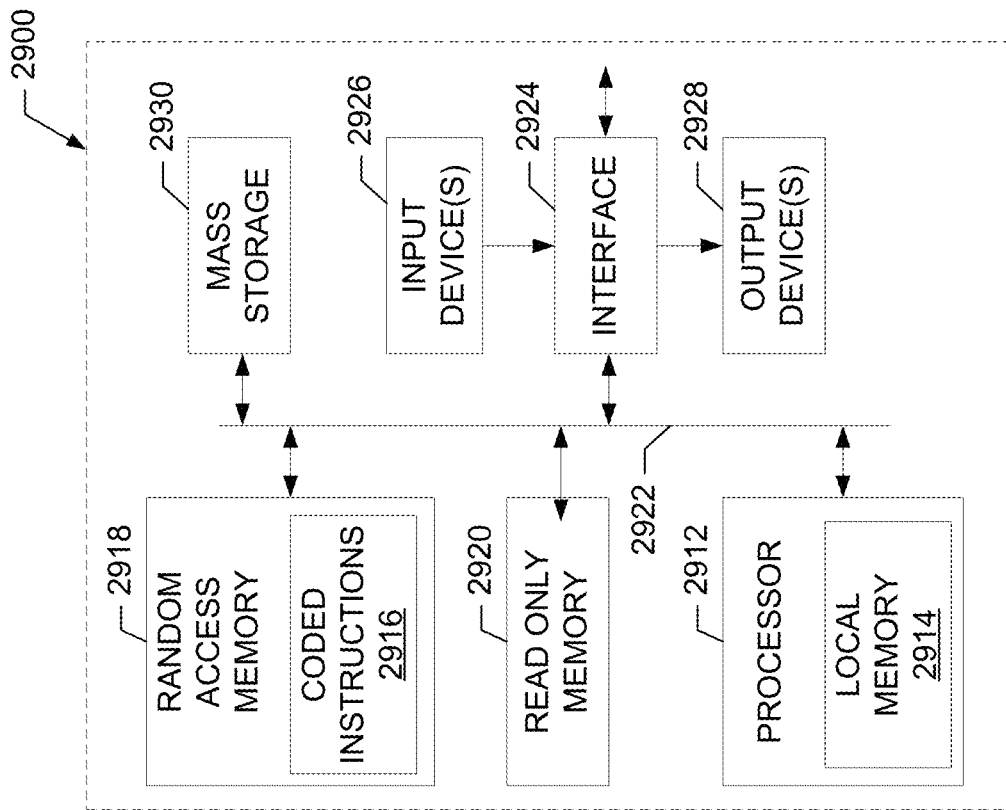 2900
2918
RANDOM
ACCESS
MEMORY
CODED
INSTRUCTIONS
2916
2920
READ ONLY
MEMORY
2922
2912
PROCESSOR
LOCAL
MEMORY
2914
2930
MASS
STORAGE
2926
INPUT
DEVICE(S)
2924
INTERFACE
2928
OUTPUT
DEVICE(S)